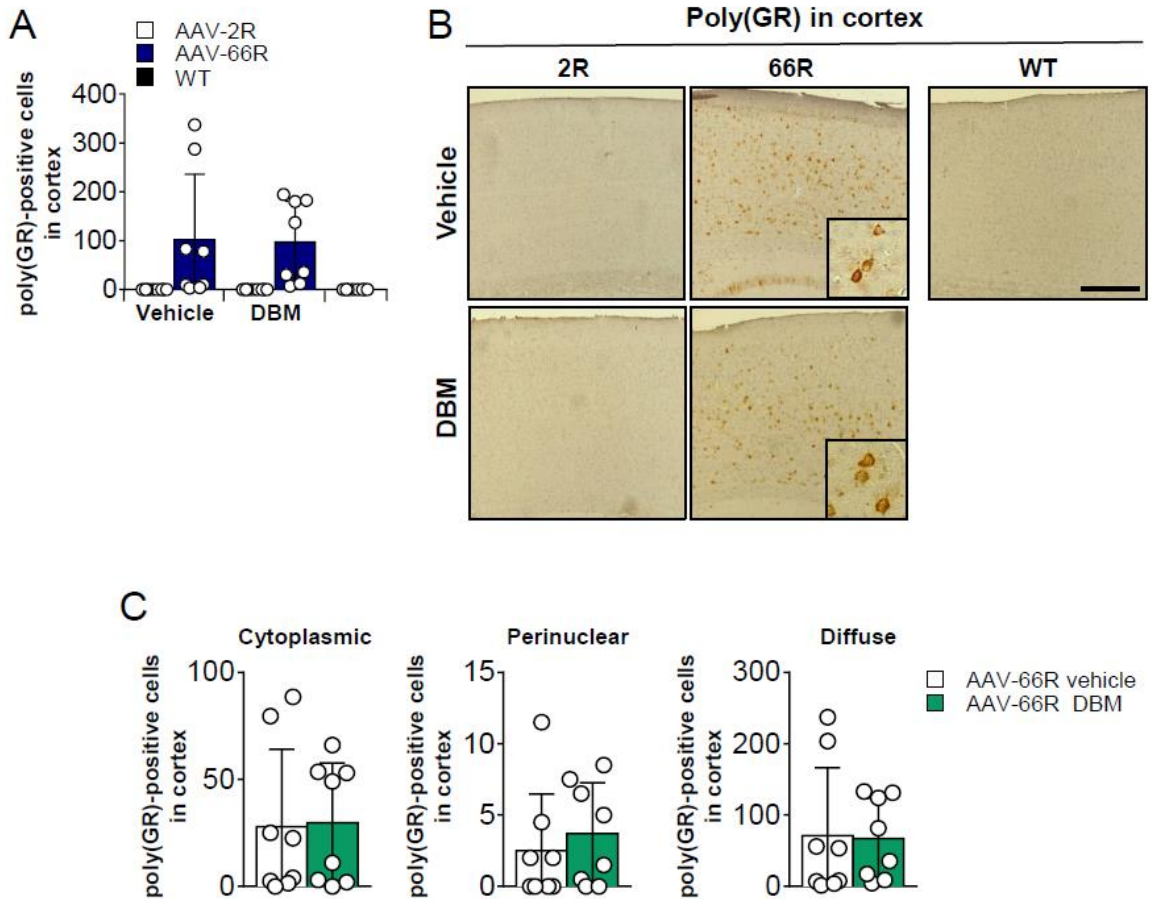 A
AAV-2R
AAV-66R
WT
poly(GR)-positive cells
in cortex
400
300
200
100
0
Vehicle
DBM
B
Poly(GR) in cortex
2R
66R
WT
Vehicle
DBM
C
Cytoplasmic
poly(GR)-positive cells
in cortex
100
50
0
Perinuclear
poly(GR)-positive cells
in cortex
15
10
5
0
Diffuse
poly(GR)-positive cells
in cortex
300
200
100
0
AAV-66R vehicle
AAV-66R DBM